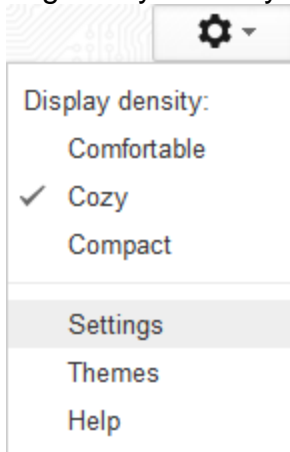 Display density:
Comfortable
Cozy
Compact
Settings
Themes
Help